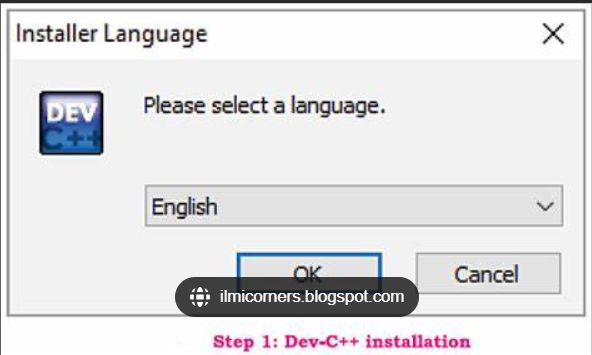 Installer Language
DEV
C++
Please select a language.
English
OK
Cancel
ilmicorners.blogspot.com
Step 1: Dev-C++ installation